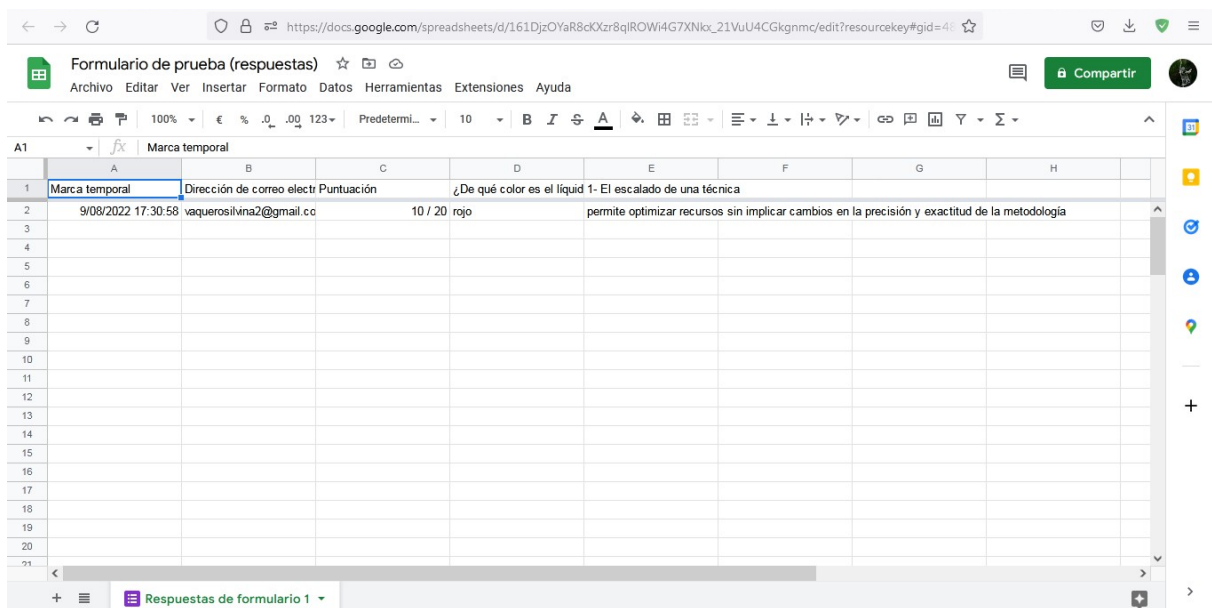 https://docs.google.com/spreadsheets/d/161DjzOYaR8cKXzr8qlROWi4G7XNkx_21VuU4CGkgnmc/edit?resourcekey#gid=48
Formulario de prueba (respuestas)
Archivo Editar Ver Insertar Formato Datos Herramientas Extensiones Ayuda
Compartir
100% € % .0 .00 123 Predetermi... 10 B I S A
31
A1 fx Marca temporal
A B C D E F G H
1 Marca temporal Dirección de correo electr Puntuación ¿De qué color es el líquid 1- El escalado de una técnica
2 9/08/2022 17:30:58 vaquerosilvina2@gmail.co 10 / 20 rojo permite optimizar recursos sin implicar cambios en la precisión y exactitud de la metodología
3
4
5
6
7
8
9
10
11
12
13
14
15
16
17
18
19
20
21
Respuestas de formulario 1